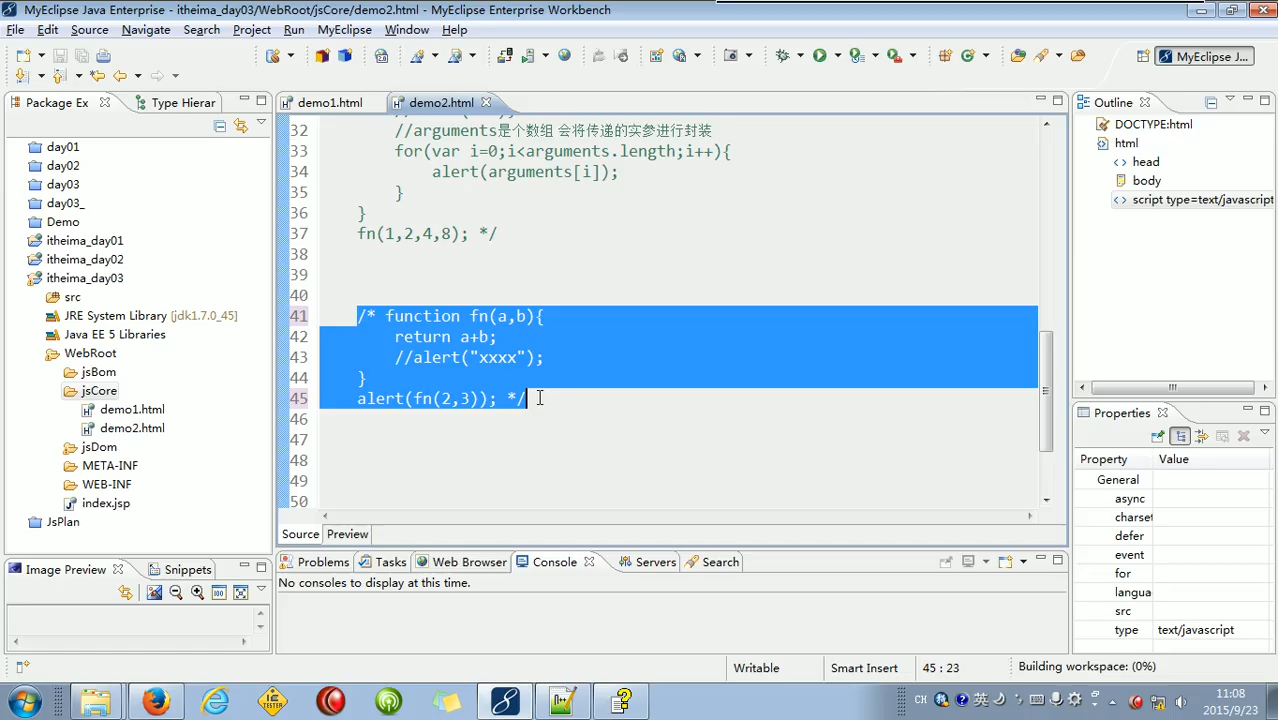 MyEclipse Java Enterprise - itheima_day03/WebRoot/jsCore/demo2.html - MyEclipse Enterprise Workbench
File Edit Source Navigate Search Project Run MyEclipse Window Help
MyEclipse J...
Package Ex
Type Hierar
day01
day02
day03
day03_
Demo
itheima_day01
itheima_day02
itheima_day03
src
JRE System Library [jdk1.7.0_45]
Java EE 5 Libraries
WebRoot
jsBom
jsCore
demo1.html
demo2.html
jsDom
META-INF
WEB-INF
index.jsp
JsPlan
Image Preview
Snippets
demo1.html
demo2.html
32 //arguments是个数组 会将传递的实参进行封装
33 for(var i=0;i<arguments.length;i++){
34 alert(arguments[i]);
35 }
36 }
37 fn(1,2,4,8); */
38
39
40
41 /* function fn(a,b){
42 return a+b;
43 //alert("xxxx");
44 }
45 alert(fn(2,3)); */
46
47
48
49
50
Source Preview
Problems Tasks Web Browser Console Servers Search
No consoles to display at this time.
Outline
DOCTYPE:html
html
head
body
script type=text/javascript
Properties
Property Value
General
async
charset
defer
event
for
langua
src
type text/javascript
Writable Smart Insert 45 : 23 Building workspace: (0%)
CH 英
11:08
2015/9/23